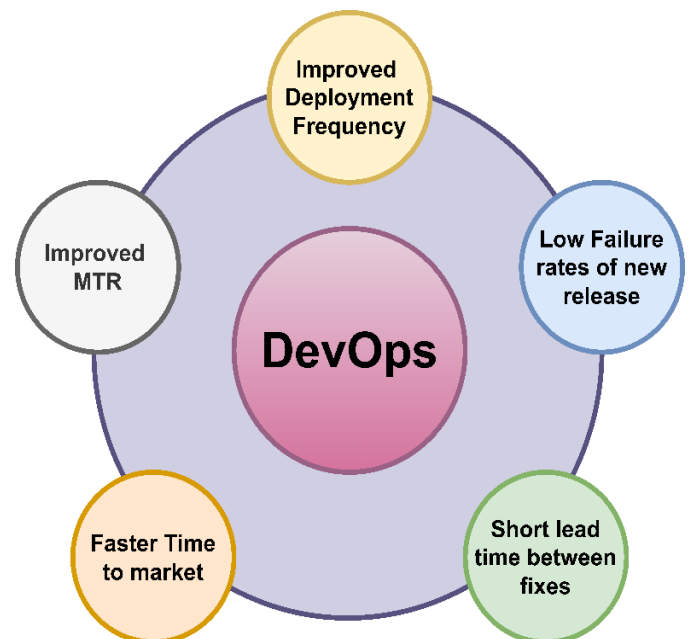 Improved
Deployment
Frequency
Improved
MTR
Low Failure
rates of new
release
DevOps
Faster Time
to market
Short lead
time between
fixes